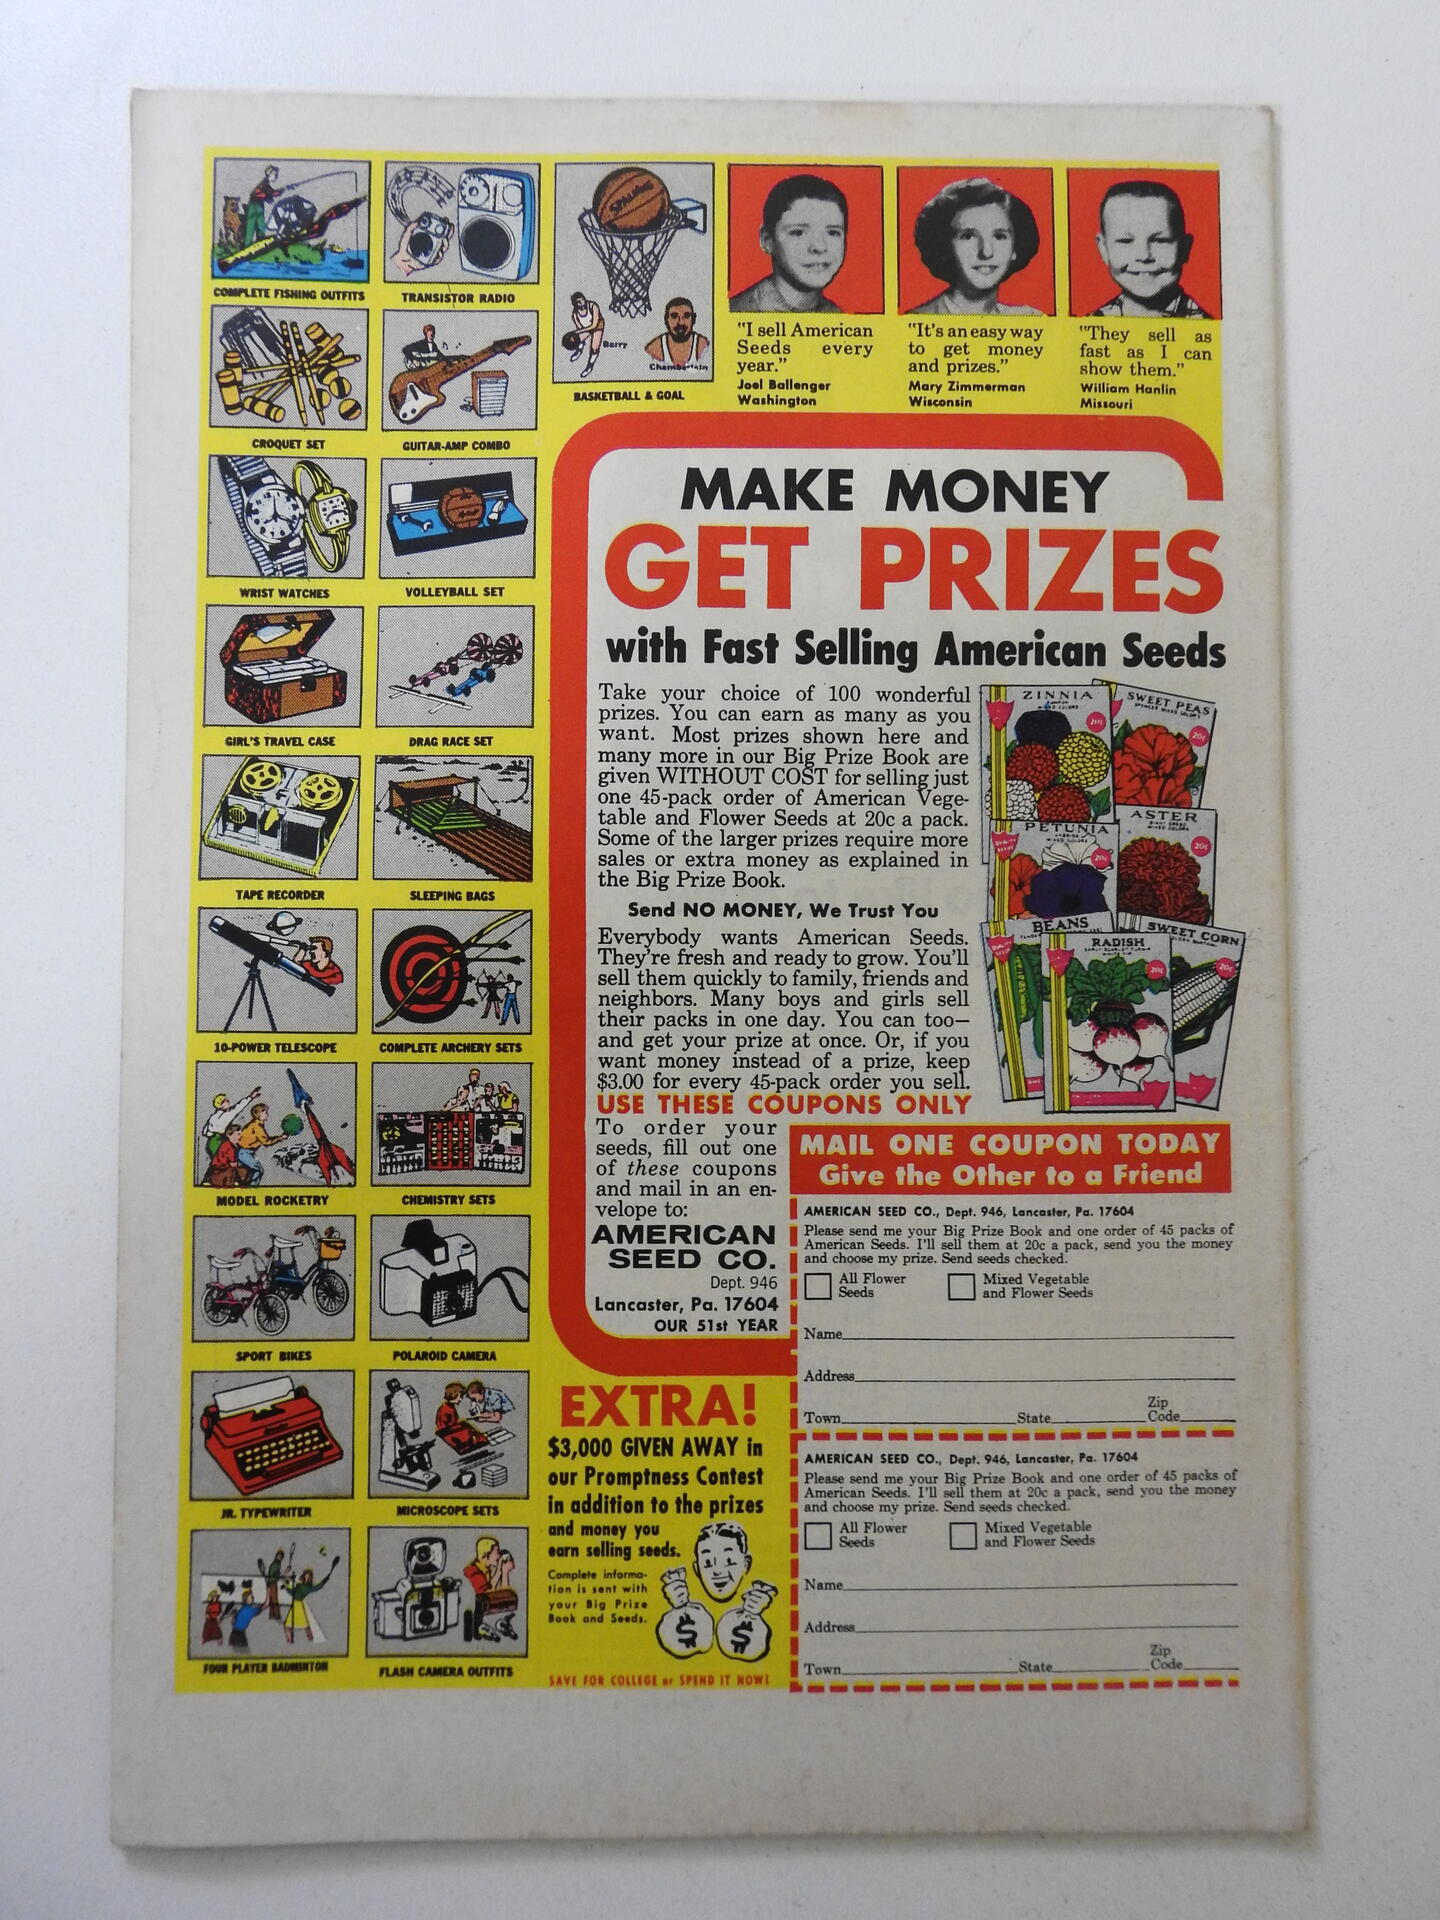 COMPLETE FISHING OUTFITS
TRANSISTOR RADIO
SPALDING
Barry
Chamberlain
BASKETBALL & GOAL
CROQUET SET
GUITAR-AMP COMBO
WRIST WATCHES
VOLLEYBALL SET
GIRL'S TRAVEL CASE
DRAG RACE SET
TAPE RECORDER
SLEEPING BAGS
10-POWER TELESCOPE
COMPLETE ARCHERY SETS
MODEL ROCKETRY
CHEMISTRY SETS
SPORT BIKES
POLAROID CAMERA
JR. TYPEWRITER
MICROSCOPE SETS
FOUR PLAYER BADMINTON
FLASH CAMERA OUTFITS
"I sell American
Seeds every
year."
Joel Ballenger
Washington
"It's an easy way
to get money
and prizes."
Mary Zimmerman
Wisconsin
"They sell as
fast as I can
show them."
William Hanlin
Missouri
MAKE MONEY
GET PRIZES
with Fast Selling American Seeds
Take your choice of 100 wonderful
prizes. You can earn as many as you
want. Most prizes shown here and
many more in our Big Prize Book are
given WITHOUT COST for selling just
one 45-pack order of American Vege-
table and Flower Seeds at 20c a pack.
Some of the larger prizes require more
sales or extra money as explained in
the Big Prize Book.
Send NO MONEY, We Trust You
Everybody wants American Seeds.
They're fresh and ready to grow. You'll
sell them quickly to family, friends and
neighbors. Many boys and girls sell
their packs in one day. You can too—
and get your prize at once. Or, if you
want money instead of a prize, keep
$3.00 for every 45-pack order you sell.
USE THESE COUPONS ONLY
To order your
seeds, fill out one
of these coupons
and mail in an en-
velope to:
AMERICAN
SEED CO.
Dept. 946
Lancaster, Pa. 17604
OUR 51st YEAR
ZINNIA
MIXED COLORS
20¢
SWEET PEAS
SPENCER MIXED COLORS
20¢
PETUNIA
MIXED COLORS
20¢
ASTER
MIXED COLORS
20¢
BEANS
RADISH
20¢
SWEET CORN
20¢
MAIL ONE COUPON TODAY
Give the Other to a Friend
AMERICAN SEED CO., Dept. 946, Lancaster, Pa. 17604
Please send me your Big Prize Book and one order of 45 packs of
American Seeds. I'll sell them at 20c a pack, send you the money
and choose my prize. Send seeds checked.
All Flower
Seeds
Mixed Vegetable
and Flower Seeds
Name
Address
Town State Zip
Code
AMERICAN SEED CO., Dept. 946, Lancaster, Pa. 17604
Please send me your Big Prize Book and one order of 45 packs of
American Seeds. I'll sell them at 20c a pack, send you the money
and choose my prize. Send seeds checked.
All Flower
Seeds
Mixed Vegetable
and Flower Seeds
Name
Address
Town State Zip
Code
EXTRA!
$3,000 GIVEN AWAY in
our Promptness Contest
in addition to the prizes
and money you
earn selling seeds.
Complete informa-
tion is sent with
your Big Prize
Book and Seeds.
$ $
SAVE FOR COLLEGE or SPEND IT NOW!